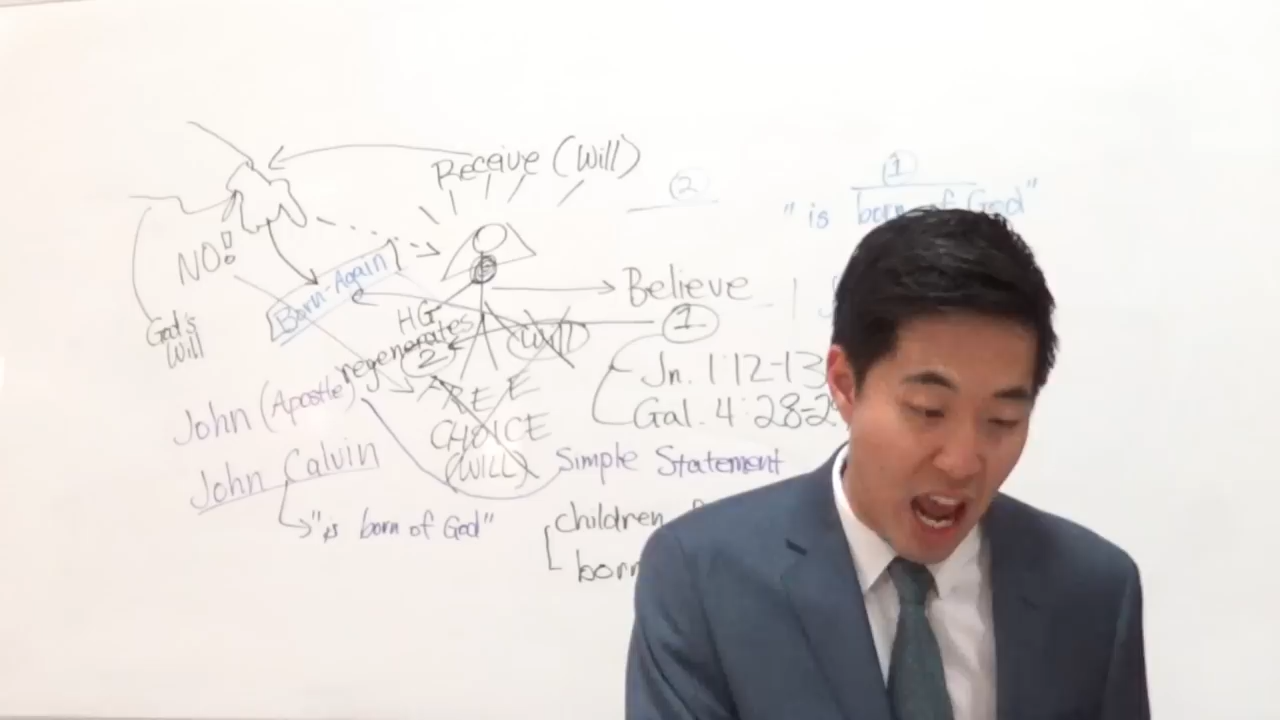 Receive (Will)
2
1
"is born of God"
NO!
Born-Again
Believe
God's
Will
HG
regenerates
2
(Will)
1
Jn. 1:12-13
Gal. 4:28-2
John (Apostle)
FREE
CHOICE
(WILL)
Simple Statement
John Calvin
"is born of God"
children
born